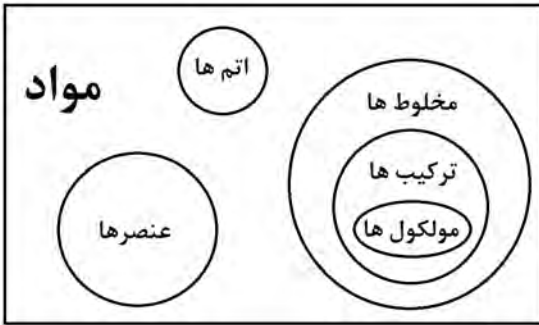 مواد
اتم ها
مخلوط ها
ترکیب ها
مولکول ها
عنصرها